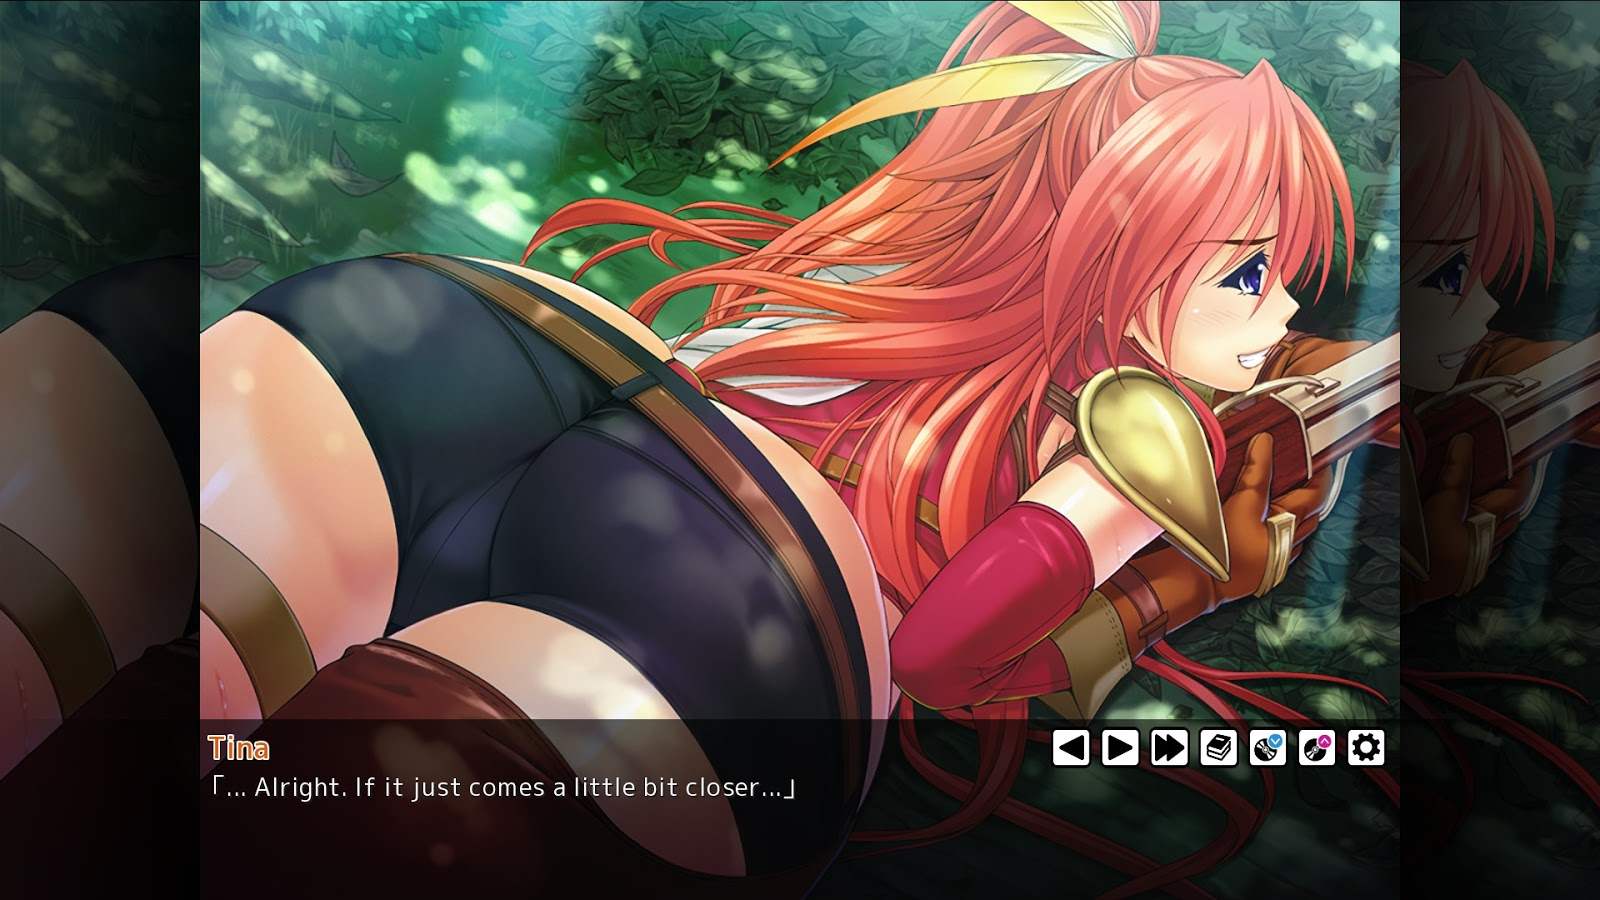 Tina
「... Alright. If it just comes a little bit closer...」